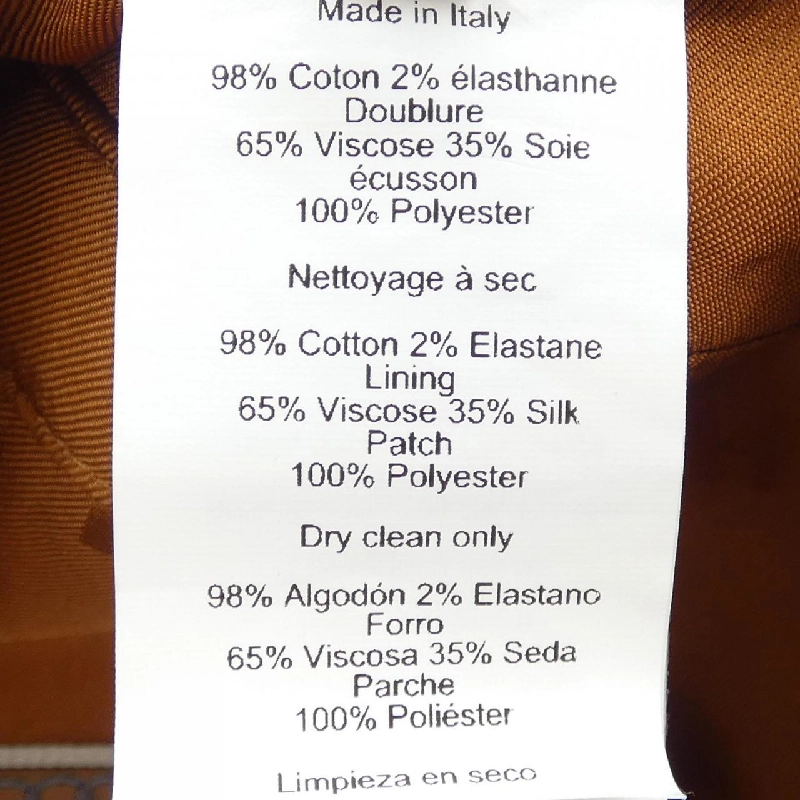 Made in Italy
98% Coton 2% élasthanne
Doublure
65% Viscose 35% Soie
écusson
100% Polyester
Nettoyage à sec
98% Cotton 2% Elastane
Lining
65% Viscose 35% Silk
Patch
100% Polyester
Dry clean only
98% Algodón 2% Elastano
Forro
65% Viscosa 35% Seda
Parche
100% Poliéster
Limpieza en seco